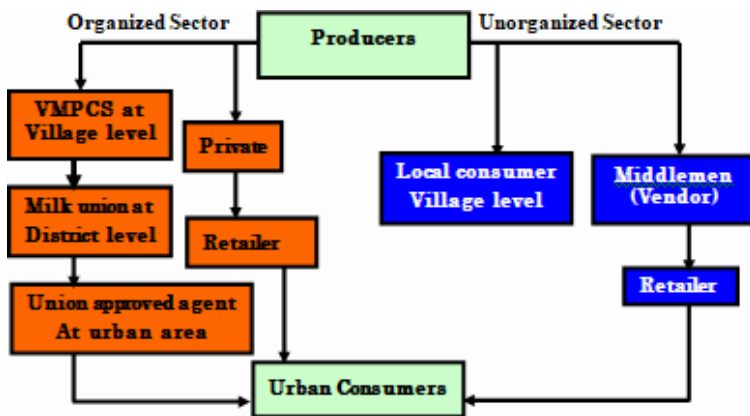 Organized Sector
Producers
Unorganized Sector
VMPCS at
Village level
Private
Local consumer
Village level
Middlemen
(Vendor)
Milk union at
District level
Retailer
Retailer
Union approved agent
At urban area
Urban Consumers